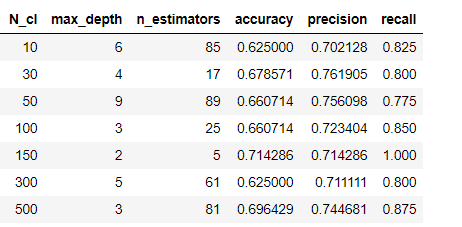 N_cl max_depth n_estimators accuracy precision recall
10 6 85 0.625000 0.702128 0.825
30 4 17 0.678571 0.761905 0.800
50 9 89 0.660714 0.756098 0.775
100 3 25 0.660714 0.723404 0.850
150 2 5 0.714286 0.714286 1.000
300 5 61 0.625000 0.711111 0.800
500 3 81 0.696429 0.744681 0.875